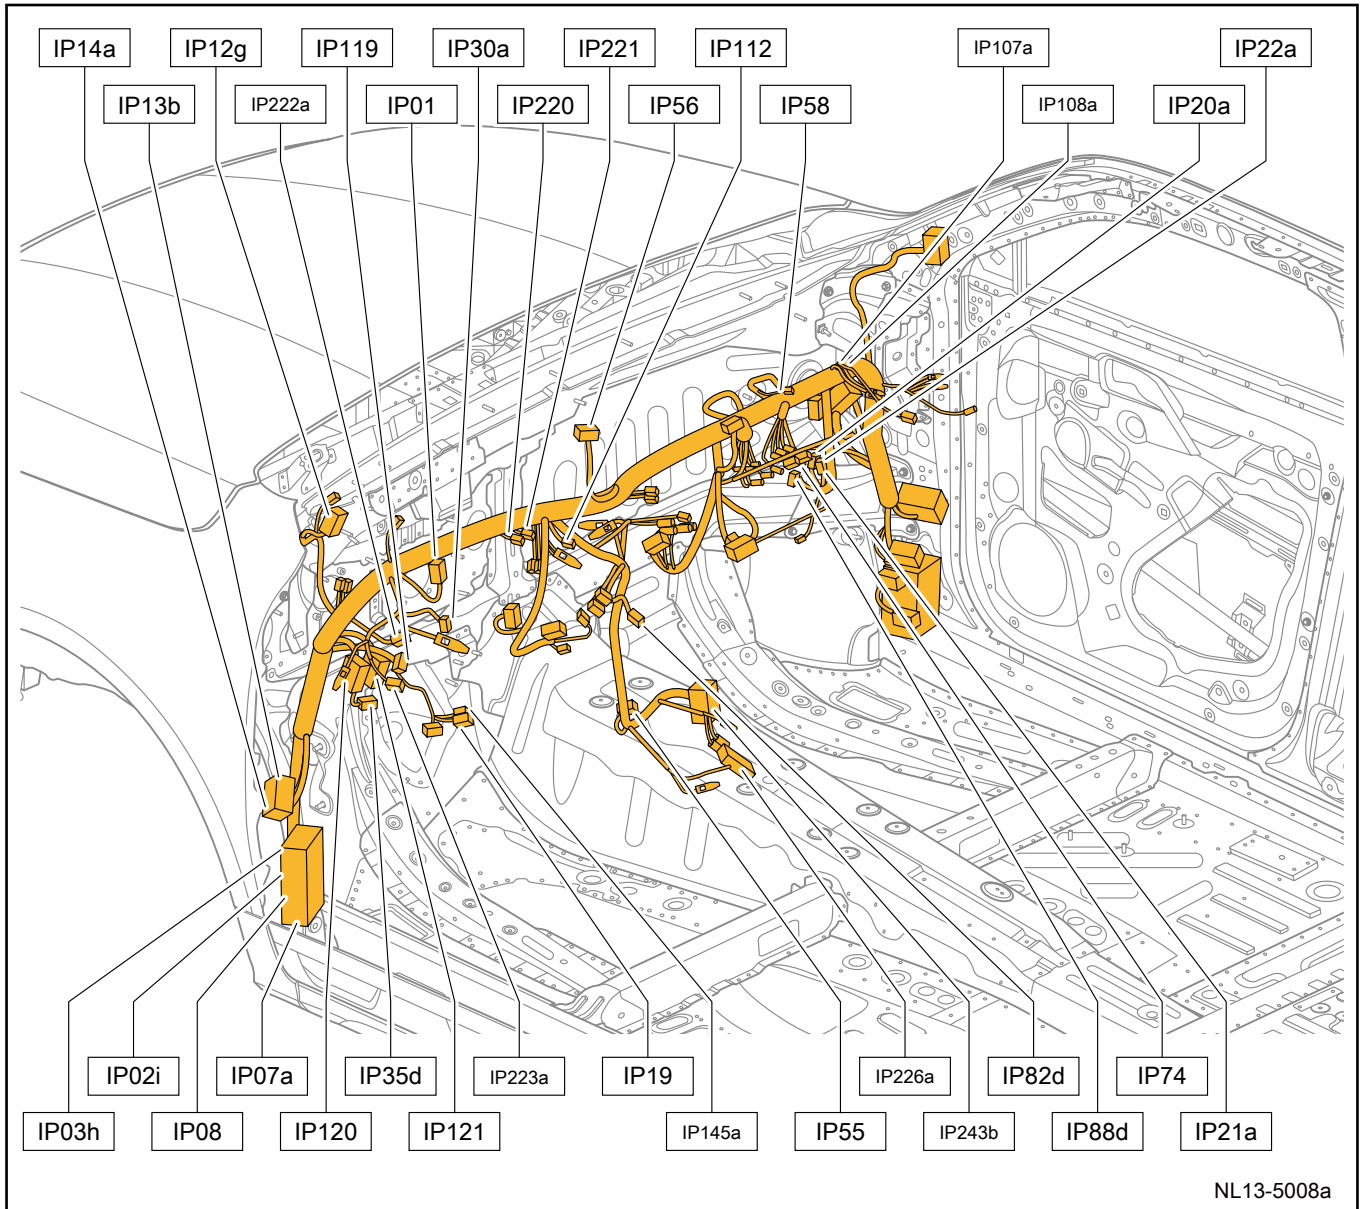 IP14a IP12g IP119 IP30a IP221 IP112 IP107a IP22a
IP13b IP222a IP01 IP220 IP56 IP58 IP108a IP20a
IP02i IP07a IP35d IP223a IP19 IP226a IP82d IP74
IP03h IP08 IP120 IP121 IP145a IP55 IP243b IP88d IP21a
NL13-5008a